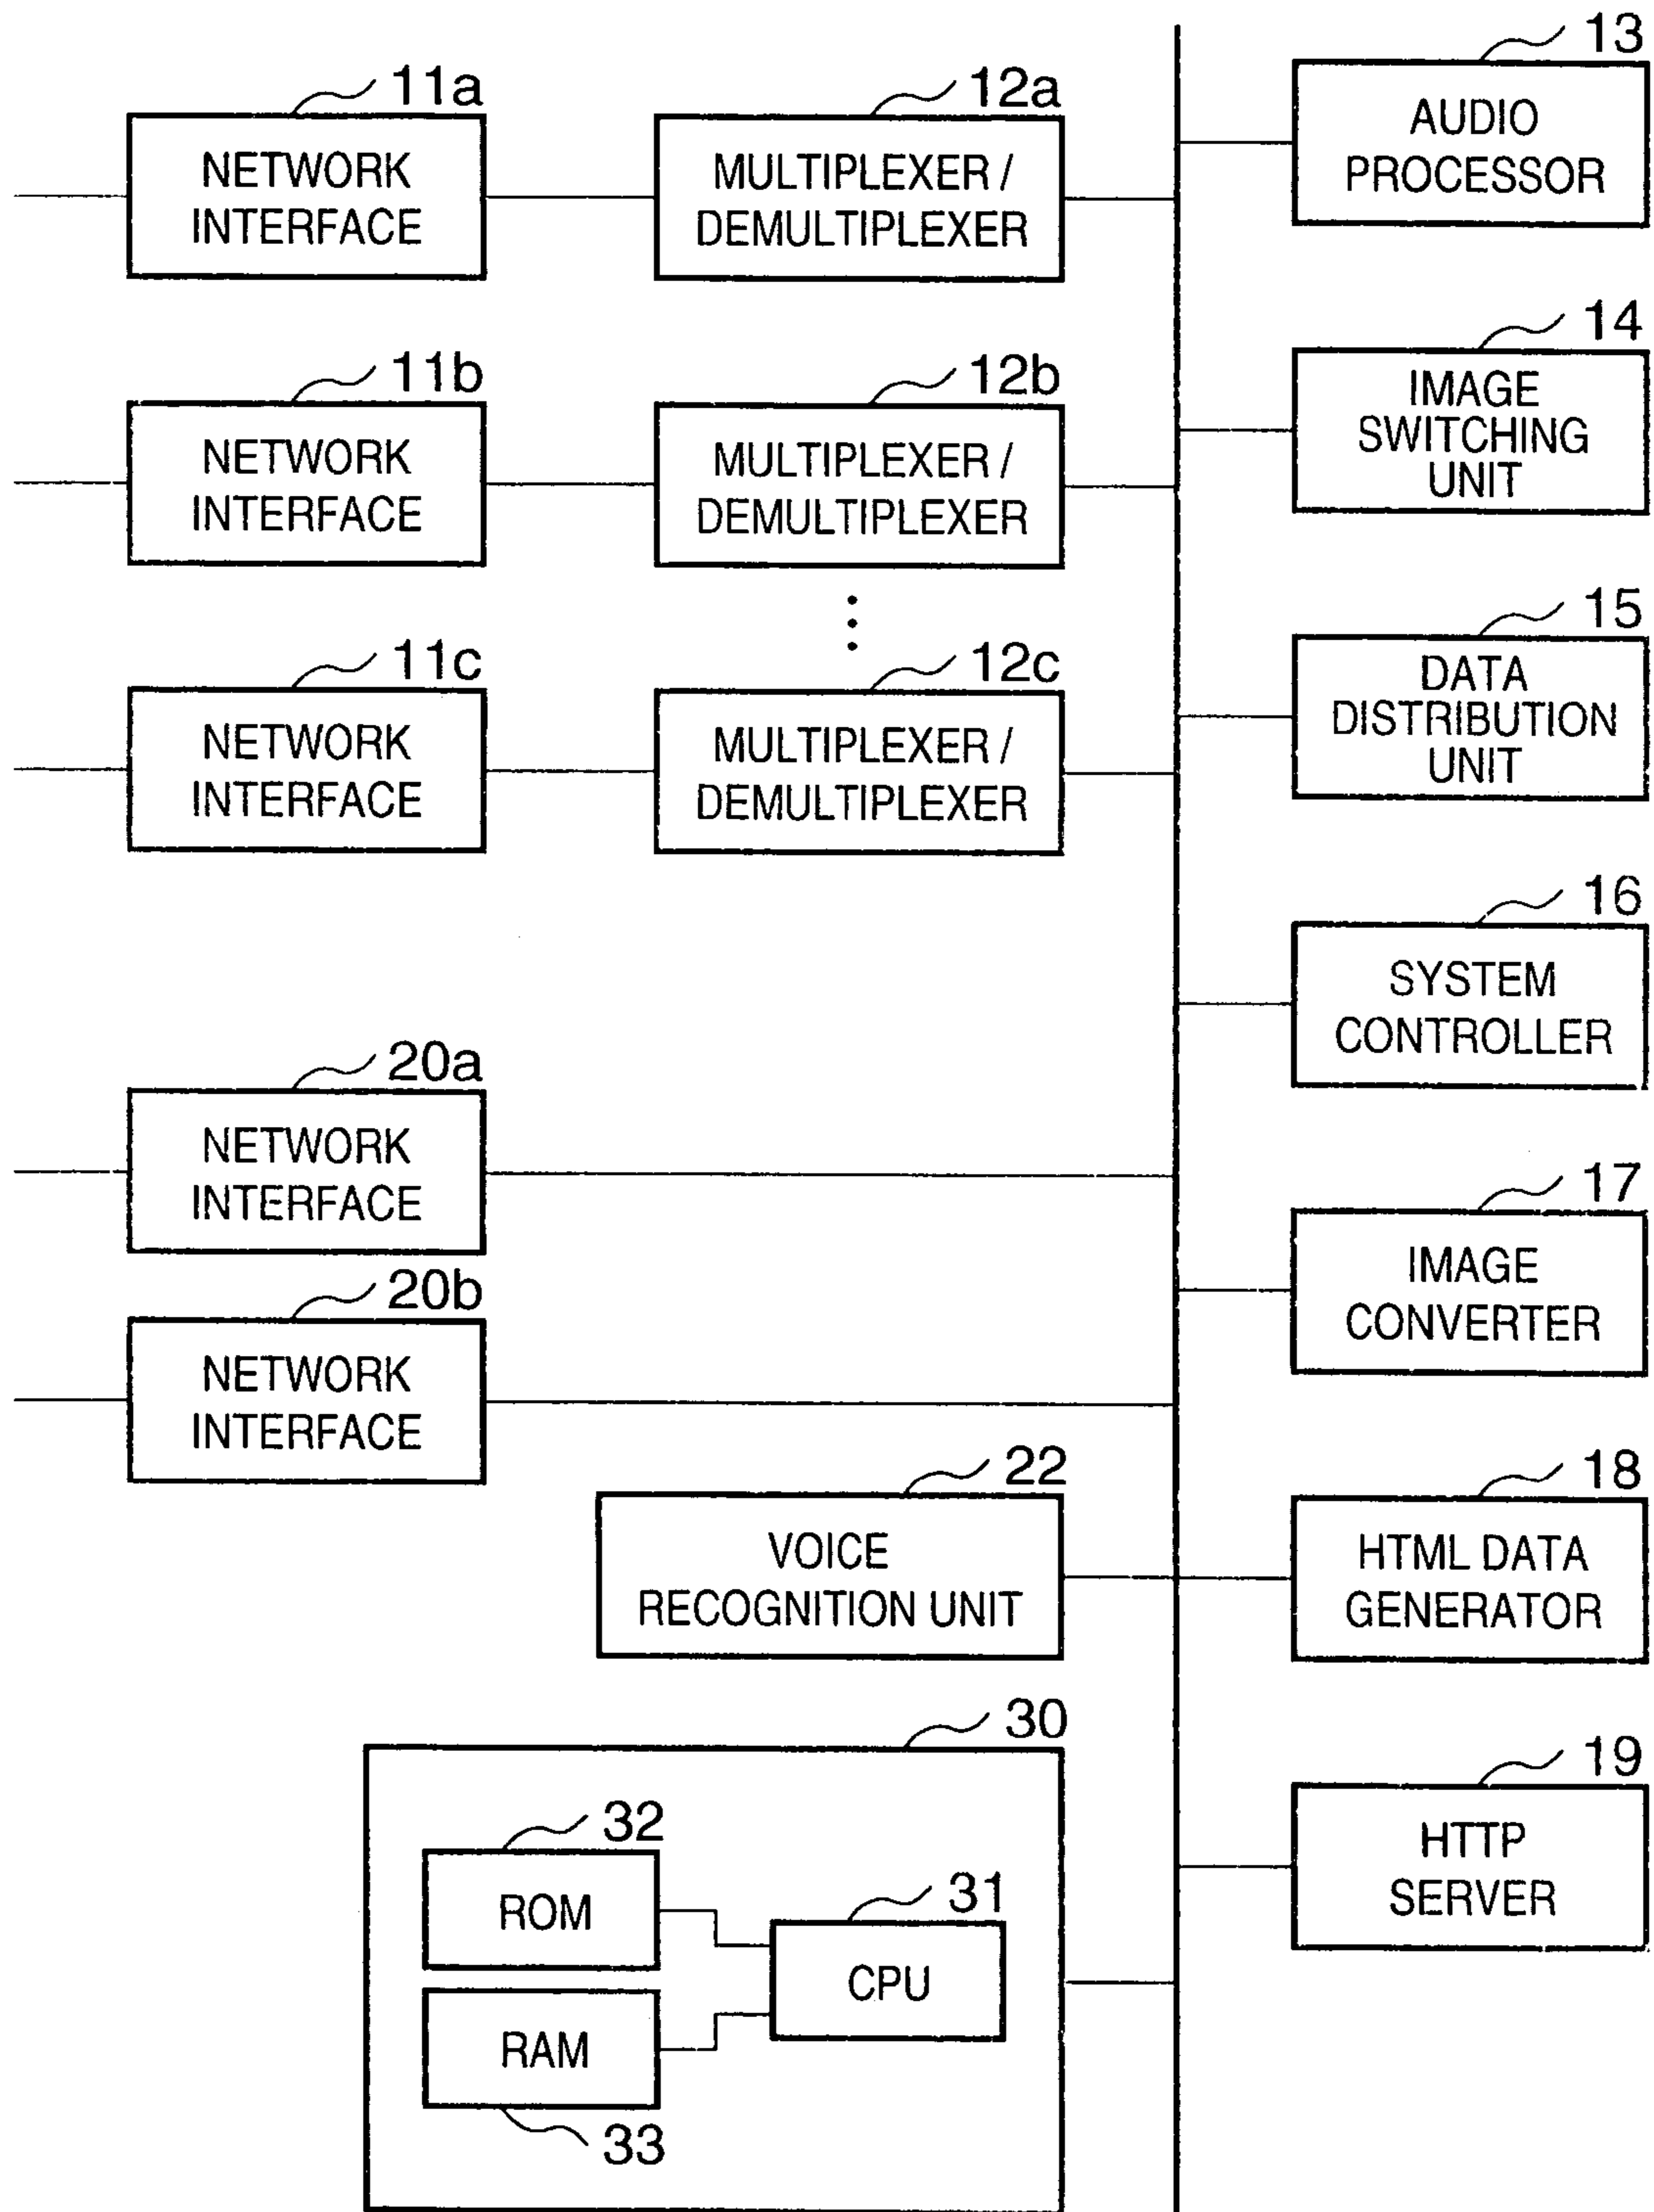 11a
NETWORK
INTERFACE
12a
MULTIPLEXER /
DEMULTIPLEXER
13
AUDIO
PROCESSOR
11b
NETWORK
INTERFACE
12b
MULTIPLEXER /
DEMULTIPLEXER
14
IMAGE
SWITCHING
UNIT
11c
NETWORK
INTERFACE
12c
MULTIPLEXER /
DEMULTIPLEXER
15
DATA
DISTRIBUTION
UNIT
16
SYSTEM
CONTROLLER
20a
NETWORK
INTERFACE
17
IMAGE
CONVERTER
20b
NETWORK
INTERFACE
22
VOICE
RECOGNITION UNIT
18
HTML DATA
GENERATOR
30
32
ROM
31
CPU
RAM
33
19
HTTP
SERVER